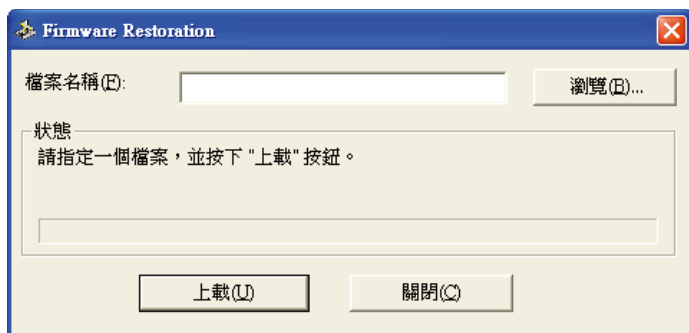 Firmware Restoration
檔案名稱(F): 瀏覽(B)...
狀態
請指定一個檔案，並按下 "上載" 按鈕。
上載(U) 關閉(C)